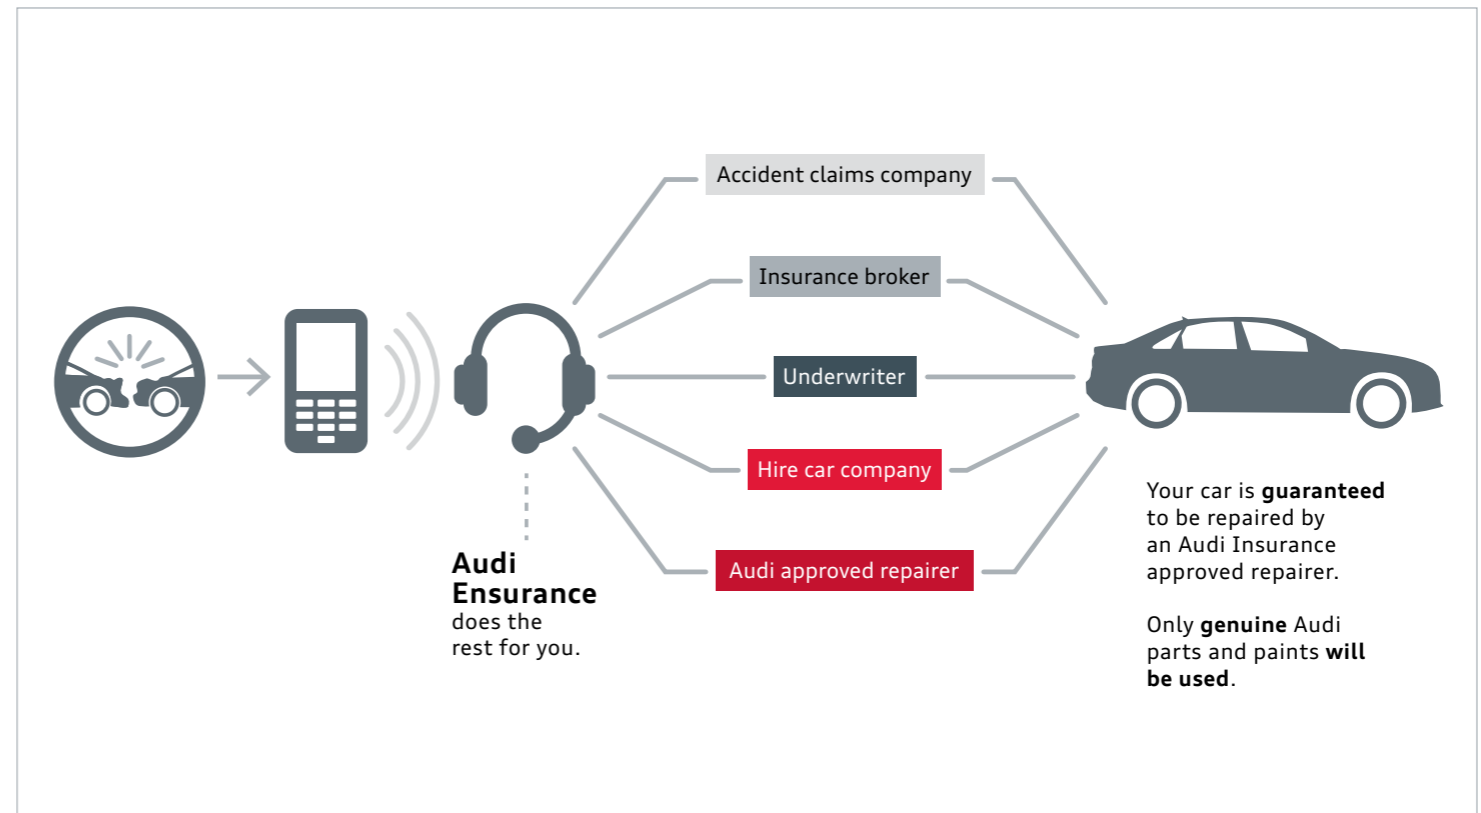 Accident claims company
Insurance broker
Underwriter
Hire car company
Audi approved repairer
Audi
Ensurance
does the
rest for you.
Your car is guaranteed
to be repaired by
an Audi Insurance
approved repairer.
Only genuine Audi
parts and paints will
be used.